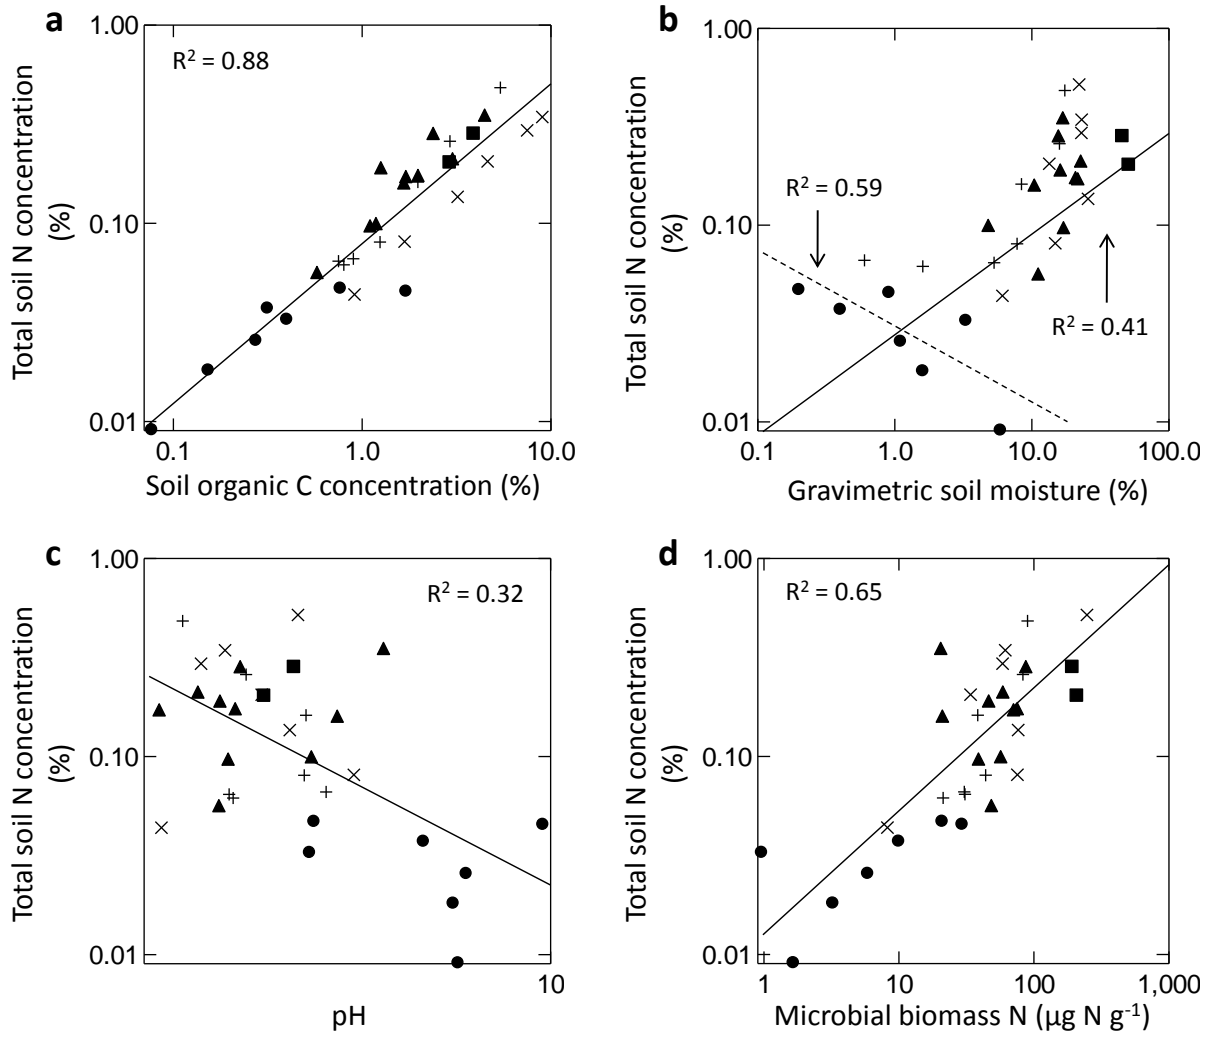 a
1.00
R² = 0.88
0.10
0.01
Total soil N concentration
(%)
0.1
1.0
10.0
Soil organic C concentration (%)
b
1.00
R² = 0.59
0.10
R² = 0.41
0.01
Total soil N concentration
(%)
0.1
1.0
10.0
100.0
Gravimetric soil moisture (%)
c
1.00
R² = 0.32
0.10
0.01
Total soil N concentration
(%)
10
pH
d
1.00
R² = 0.65
0.10
0.01
Total soil N concentration
(%)
1
10
100
1,000
Microbial biomass N (µg N g⁻¹)